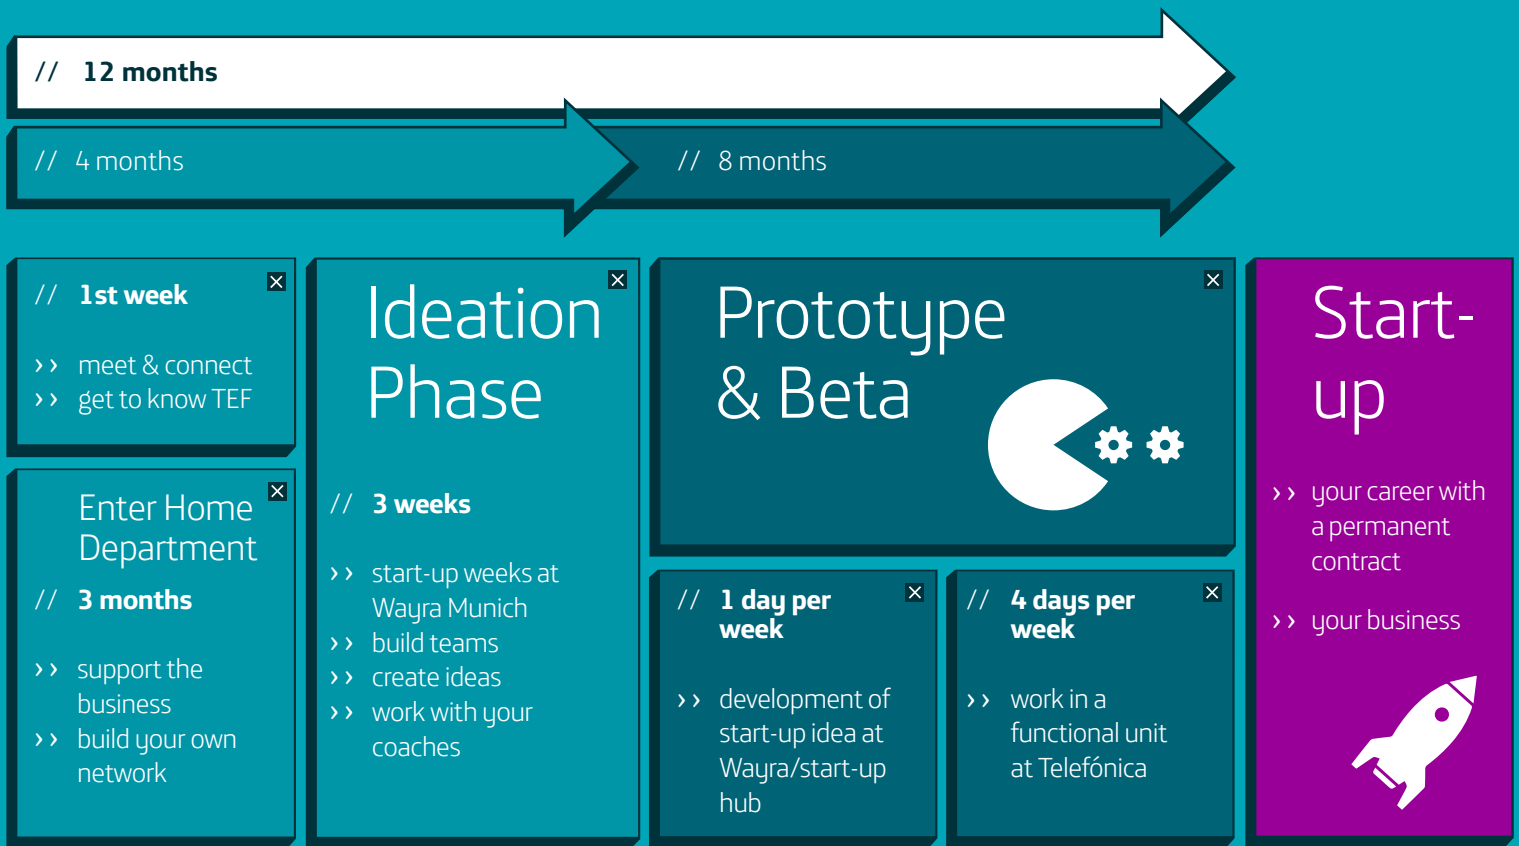 // 12 months
// 4 months
// 8 months
// 1st week
›› meet & connect
›› get to know TEF
Enter Home
Department
// 3 months
›› support the
business
›› build your own
network
Ideation
Phase
// 3 weeks
›› start-up weeks at
Wayra Munich
›› build teams
›› create ideas
›› work with your
coaches
Prototype
& Beta
// 1 day per
week
›› development of
start-up idea at
Wayra/start-up
hub
// 4 days per
week
›› work in a
functional unit
at Telefónica
Start-
up
›› your career with
a permanent
contract
›› your business